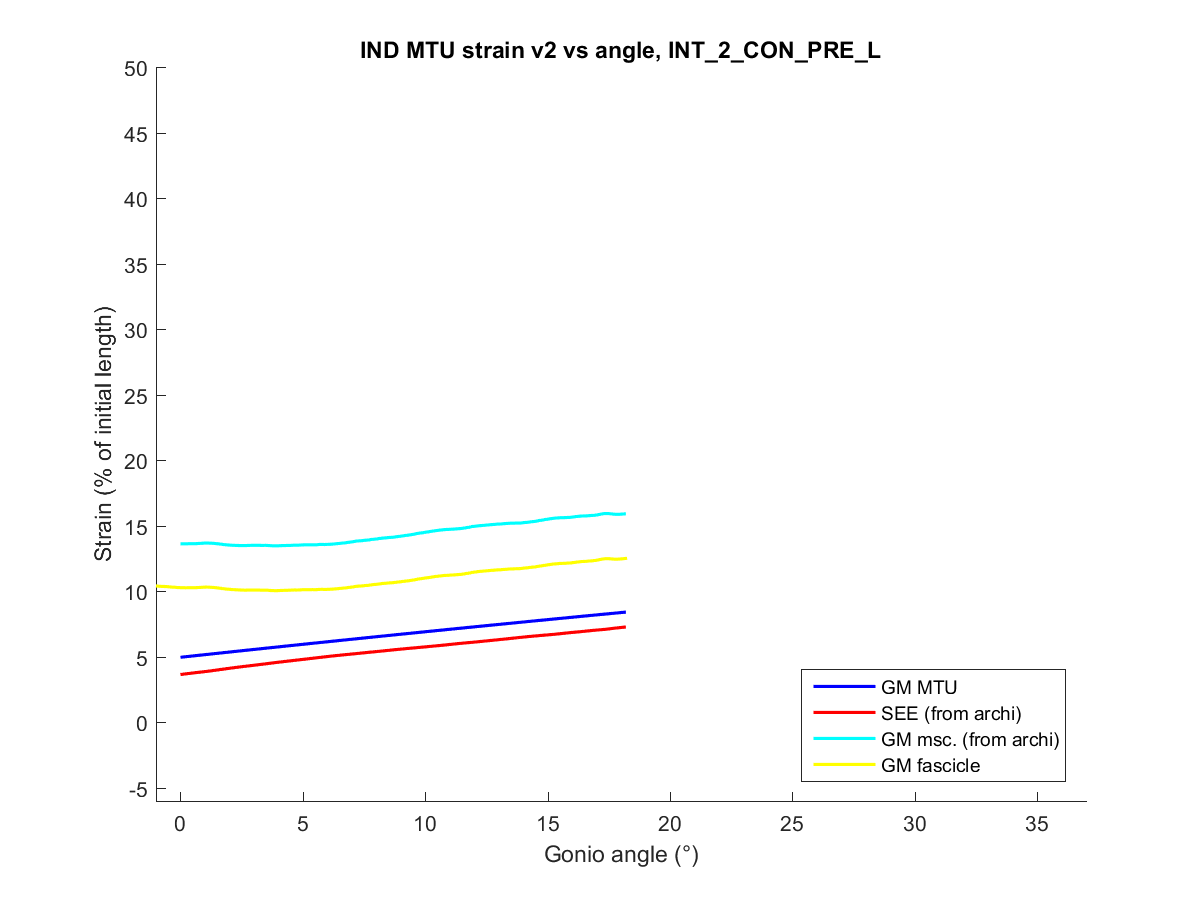 IND MTU strain v2 vs angle, INT_2_CON_PRE_L
50
45
40
35
30
25
20
15
10
5
0
-5
Strain (% of initial length)
0 5 10 15 20 25 30 35
Gonio angle (°)
GM MTU
SEE (from archi)
GM msc. (from archi)
GM fascicle